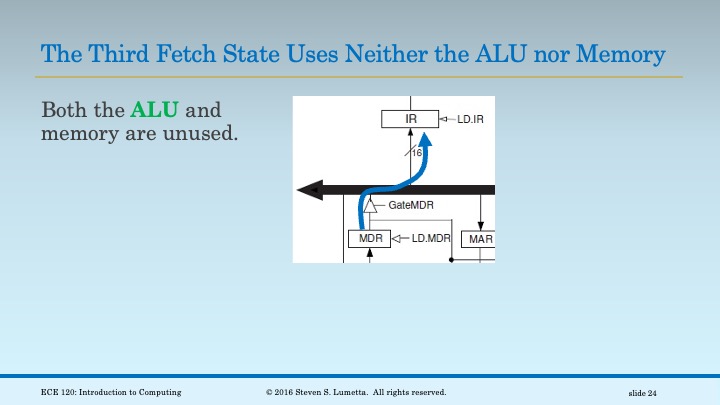 The Third Fetch State Uses Neither the ALU nor Memory
Both the ALU and
memory are unused.
IR
LD.IR
16
GateMDR
MDR
LD.MDR
MAR
ECE 120: Introduction to Computing
© 2016 Steven S. Lumetta. All rights reserved.
slide 24